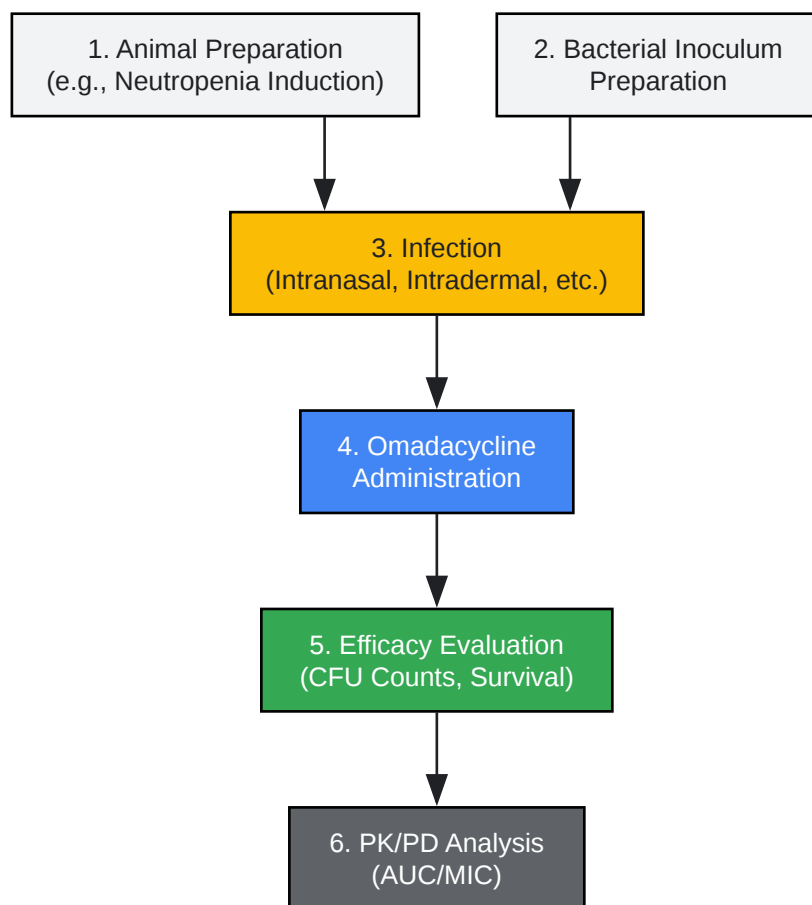 1. Animal Preparation
(e.g., Neutropenia Induction)
2. Bacterial Inoculum
Preparation
3. Infection
(Intranasal, Intradermal, etc.)
4. Omadacycline
Administration
5. Efficacy Evaluation
(CFU Counts, Survival)
6. PK/PD Analysis
(AUC/MIC)